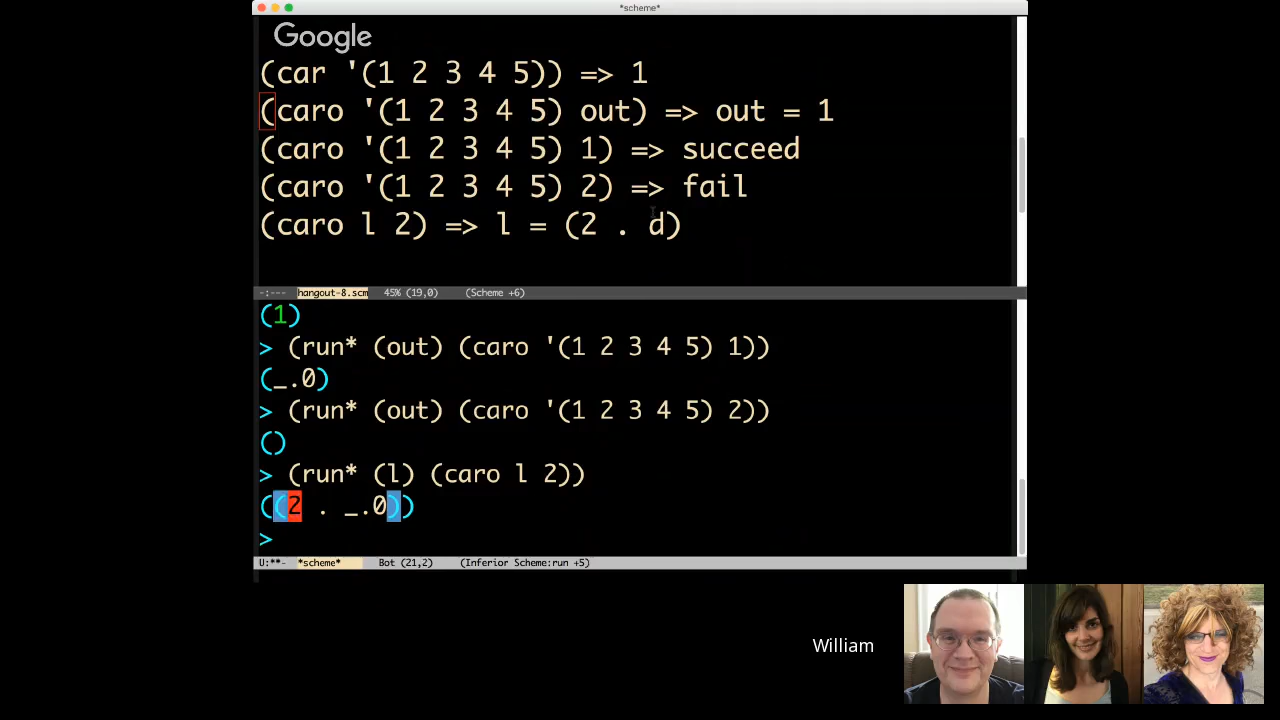 *scheme*
Google
(car '(1 2 3 4 5)) => 1
(caro '(1 2 3 4 5) out) => out = 1
(caro '(1 2 3 4 5) 1) => succeed
(caro '(1 2 3 4 5) 2) => fail
(caro l 2) => l = (2 . d)
-:--- hangout-8.scm 45% (19,0) (Scheme +6)
(1)
> (run* (out) (caro '(1 2 3 4 5) 1))
(_.0)
> (run* (out) (caro '(1 2 3 4 5) 2))
()
> (run* (l) (caro l 2))
((2 . _.0))
>
U:**- *scheme* Bot (21,2) (Inferior Scheme:run +5)
William